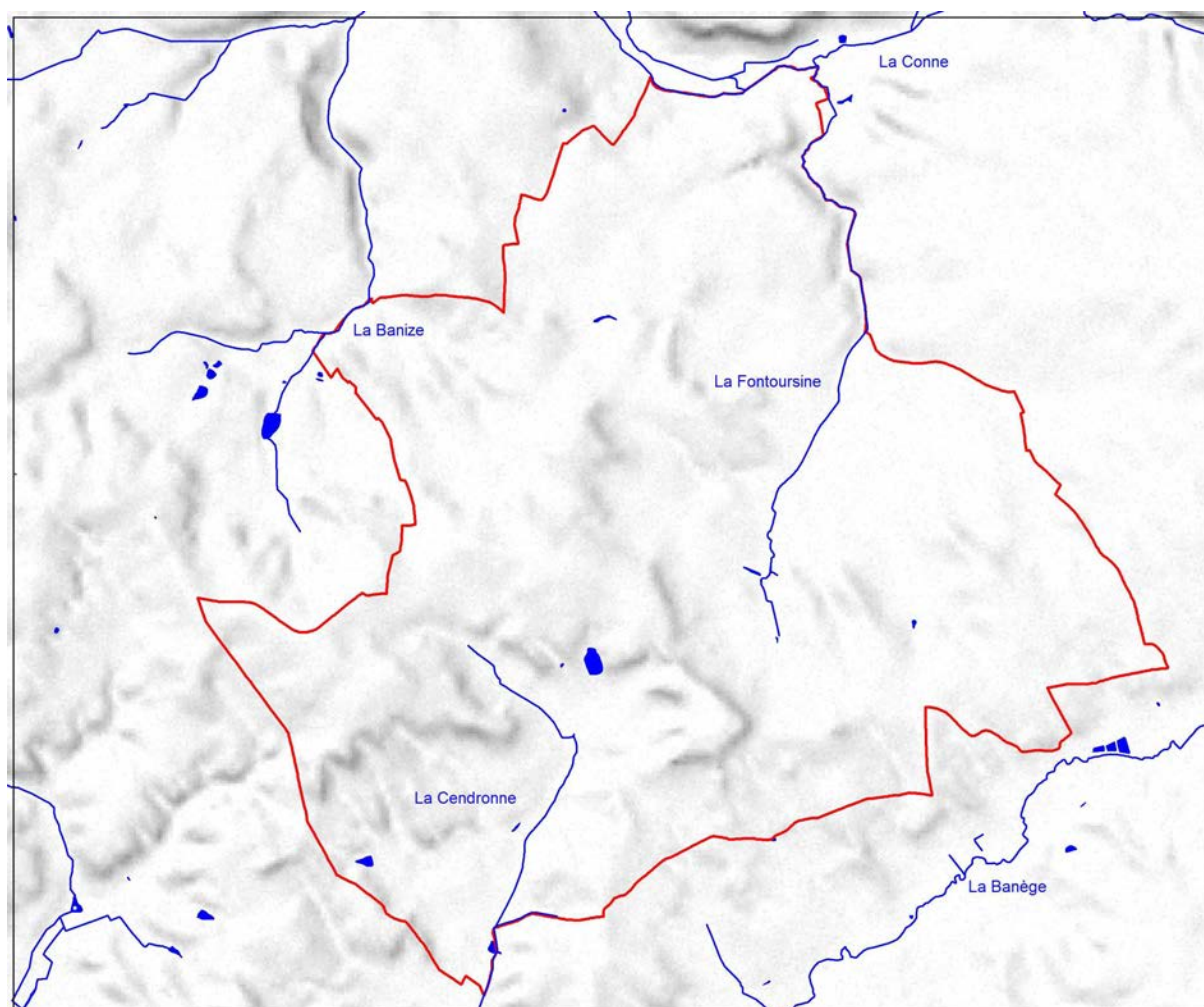 La Conne
La Banize
La Fontoursine
La Cendronne
La Banège